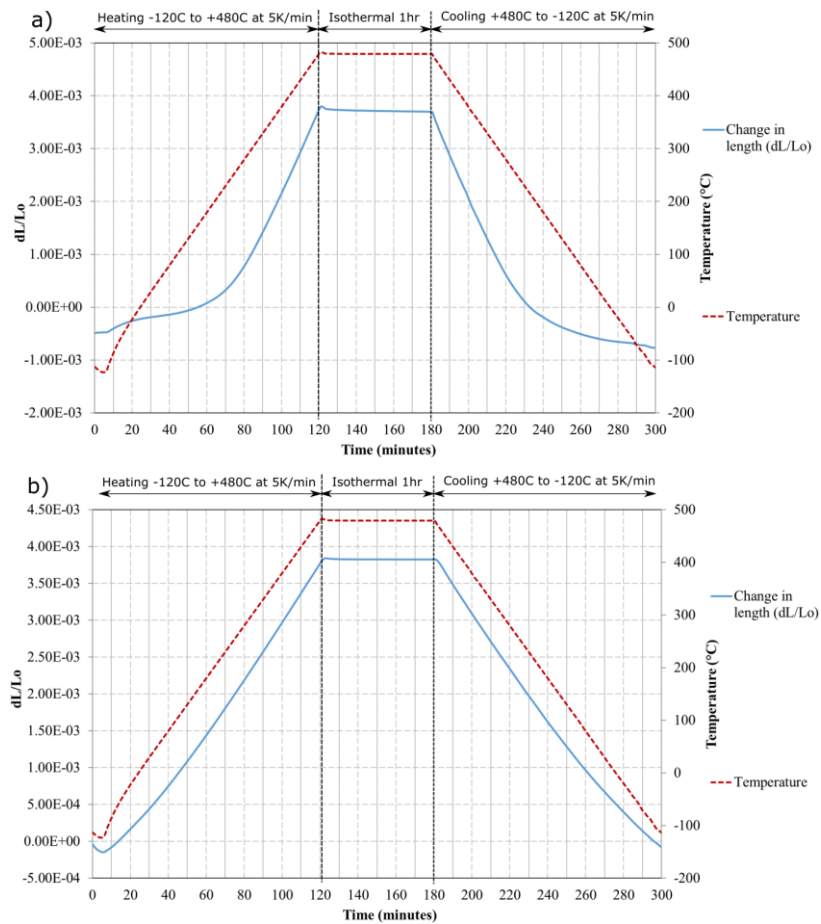 a)
Heating -120C to +480C at 5K/min
Isothermal 1hr
Cooling +480C to -120C at 5K/min
5.00E-03
4.00E-03
3.00E-03
2.00E-03
1.00E-03
0.00E+00
-1.00E-03
-2.00E-03
dL/Lo
0 20 40 60 80 100 120 140 160 180 200 220 240 260 280 300
Time (minutes)
500
400
300
200
100
0
-100
-200
Temperature (°C)
Change in
length (dL/Lo)
Temperature
b)
Heating -120C to +480C at 5K/min
Isothermal 1hr
Cooling +480C to -120C at 5K/min
4.50E-03
4.00E-03
3.50E-03
3.00E-03
2.50E-03
2.00E-03
1.50E-03
1.00E-03
5.00E-04
0.00E+00
-5.00E-04
dL/Lo
0 20 40 60 80 100 120 140 160 180 200 220 240 260 280 300
Time (minutes)
500
400
300
200
100
0
-100
-200
Temperature (°C)
Change in
length (dL/Lo)
Temperature